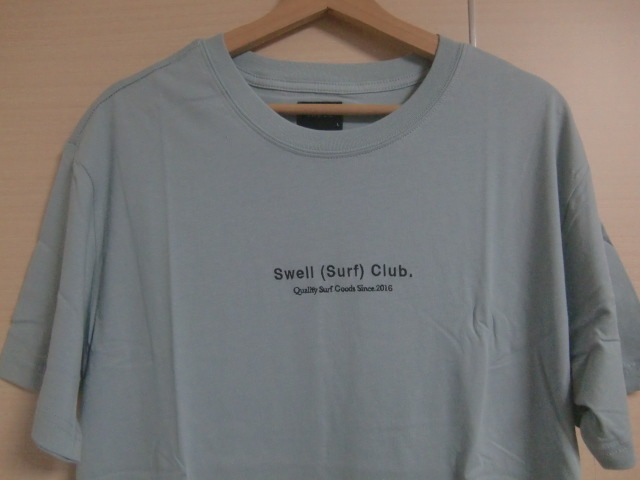 Swell (Surf) Club.
Quality Surf Goods Since 2016